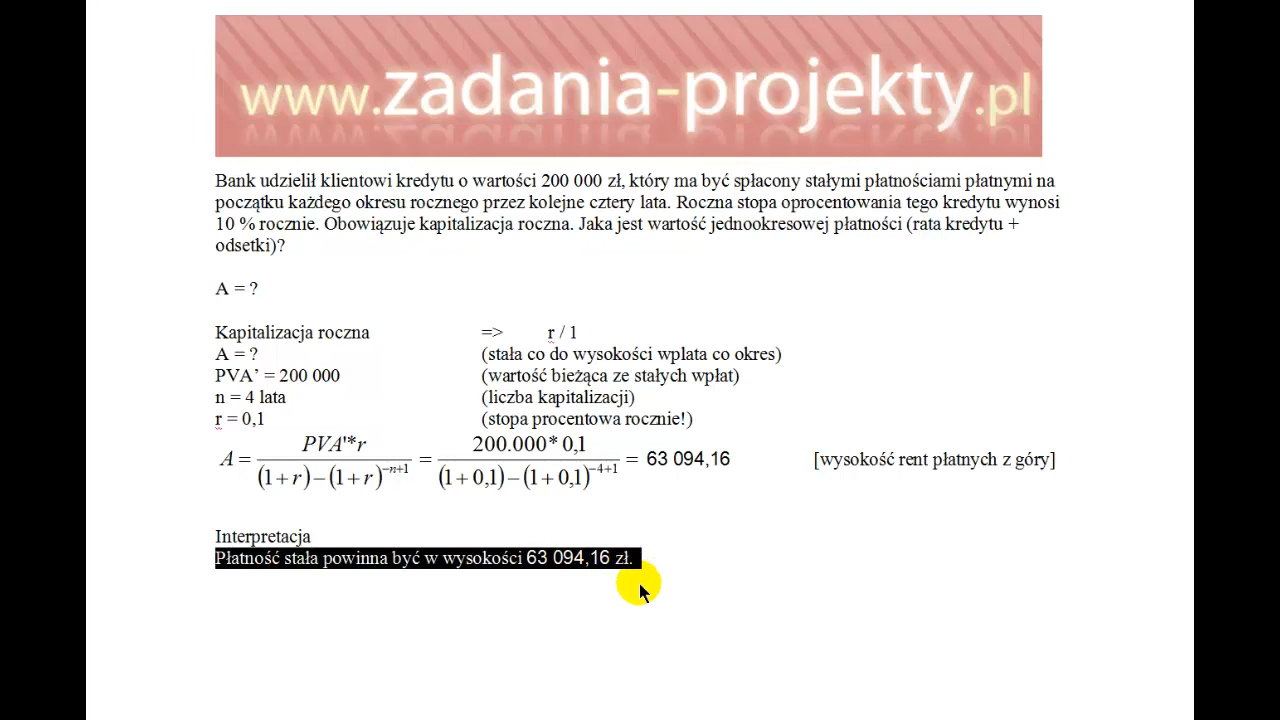 www.zadania-projekty.pl
Bank udzielił klientowi kredytu o wartości 200 000 zł, który ma być spłacony stałymi płatnościami płatnymi na
początku każdego okresu rocznego przez kolejne cztery lata. Roczna stopa oprocentowania tego kredytu wynosi
10 % rocznie. Obowiązuje kapitalizacja roczna. Jaka jest wartość jednookresowej płatności (rata kredytu +
odsetki)?
A = ?
Kapitalizacja roczna => r / 1
A = ? (stała co do wysokości wplata co okres)
PVA’ = 200 000 (wartość bieżąca ze stałych wpłat)
n = 4 lata (liczba kapitalizacji)
r = 0,1 (stopa procentowa rocznie!)
A = PVA'*r / ((1+r)−(1+r)^(−n+1)) = 200.000*0,1 / ((1+0,1)−(1+0,1)^(−4+1)) = 63 094,16 [wysokość rent płatnych z góry]
Interpretacja
Płatność stała powinna być w wysokości 63 094,16 zł.